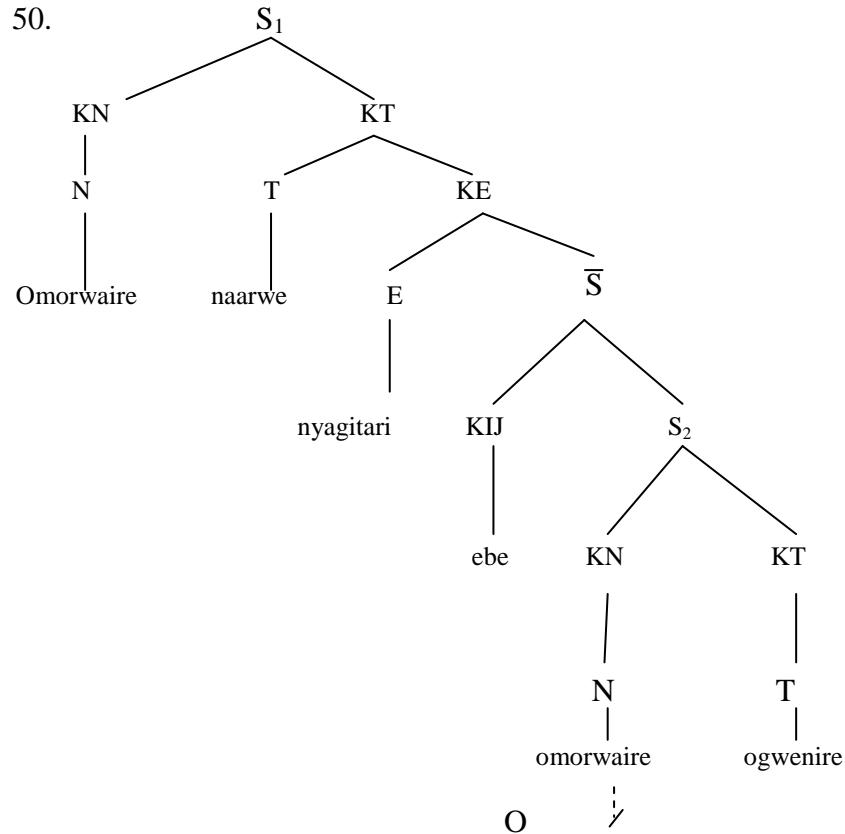 50. S₁
KN KT
N T KE
Omorwaire naarwe E S̅
nyagitari KIJ S₂
ebe KN KT
N T
omorwaire ogwenire
O